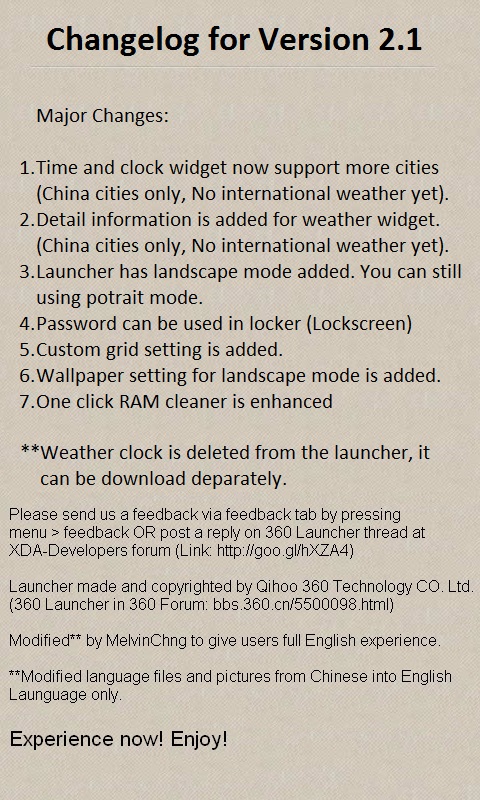 Changelog for Version 2.1
Major Changes:
1.Time and clock widget now support more cities
(China cities only, No international weather yet).
2.Detail information is added for weather widget.
(China cities only, No international weather yet).
3.Launcher has landscape mode added. You can still
using potrait mode.
4.Password can be used in locker (Lockscreen)
5.Custom grid setting is added.
6.Wallpaper setting for landscape mode is added.
7.One click RAM cleaner is enhanced
**Weather clock is deleted from the launcher, it
can be download deparately.
Please send us a feedback via feedback tab by pressing
menu > feedback OR post a reply on 360 Launcher thread at
XDA-Developers forum (Link: http://goo.gl/hXZA4)
Launcher made and copyrighted by Qihoo 360 Technology CO. Ltd.
(360 Launcher in 360 Forum: bbs.360.cn/5500098.html)
Modified** by MelvinChng to give users full English experience.
**Modified language files and pictures from Chinese into English
Launguage only.
Experience now! Enjoy!